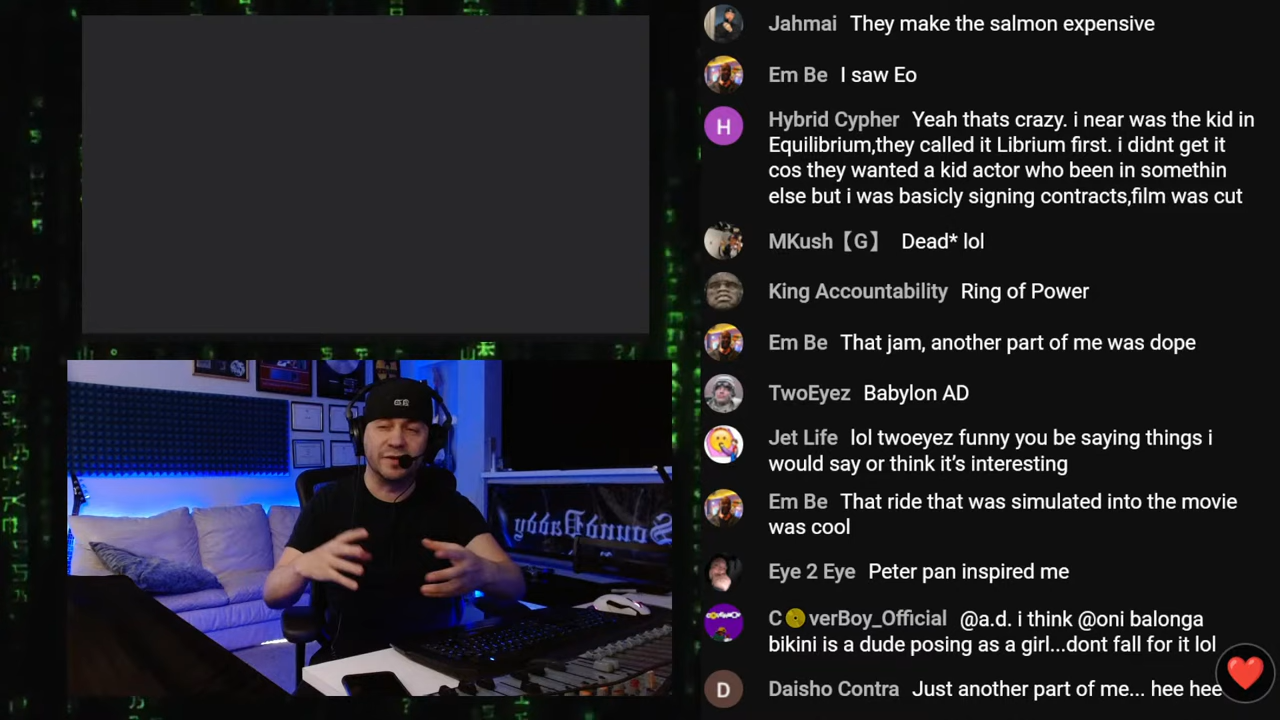 Jahmai They make the salmon expensive
Em Be I saw Eo
H
Hybrid Cypher Yeah thats crazy. i near was the kid in
Equilibrium,they called it Librium first. i didnt get it
cos they wanted a kid actor who been in somethin
else but i was basicly signing contracts,film was cut
MKush【G】 Dead* lol
King Accountability Ring of Power
Em Be That jam, another part of me was dope
TwoEyez Babylon AD
Jet Life lol twoeyez funny you be saying things i
would say or think it’s interesting
Em Be That ride that was simulated into the movie
was cool
Eye 2 Eye Peter pan inspired me
C verBoy_Official @a.d. i think @oni balonga
bikini is a dude posing as a girl...dont fall for it lol
D
Daisho Contra Just another part of me... hee hee
SoundDaddy